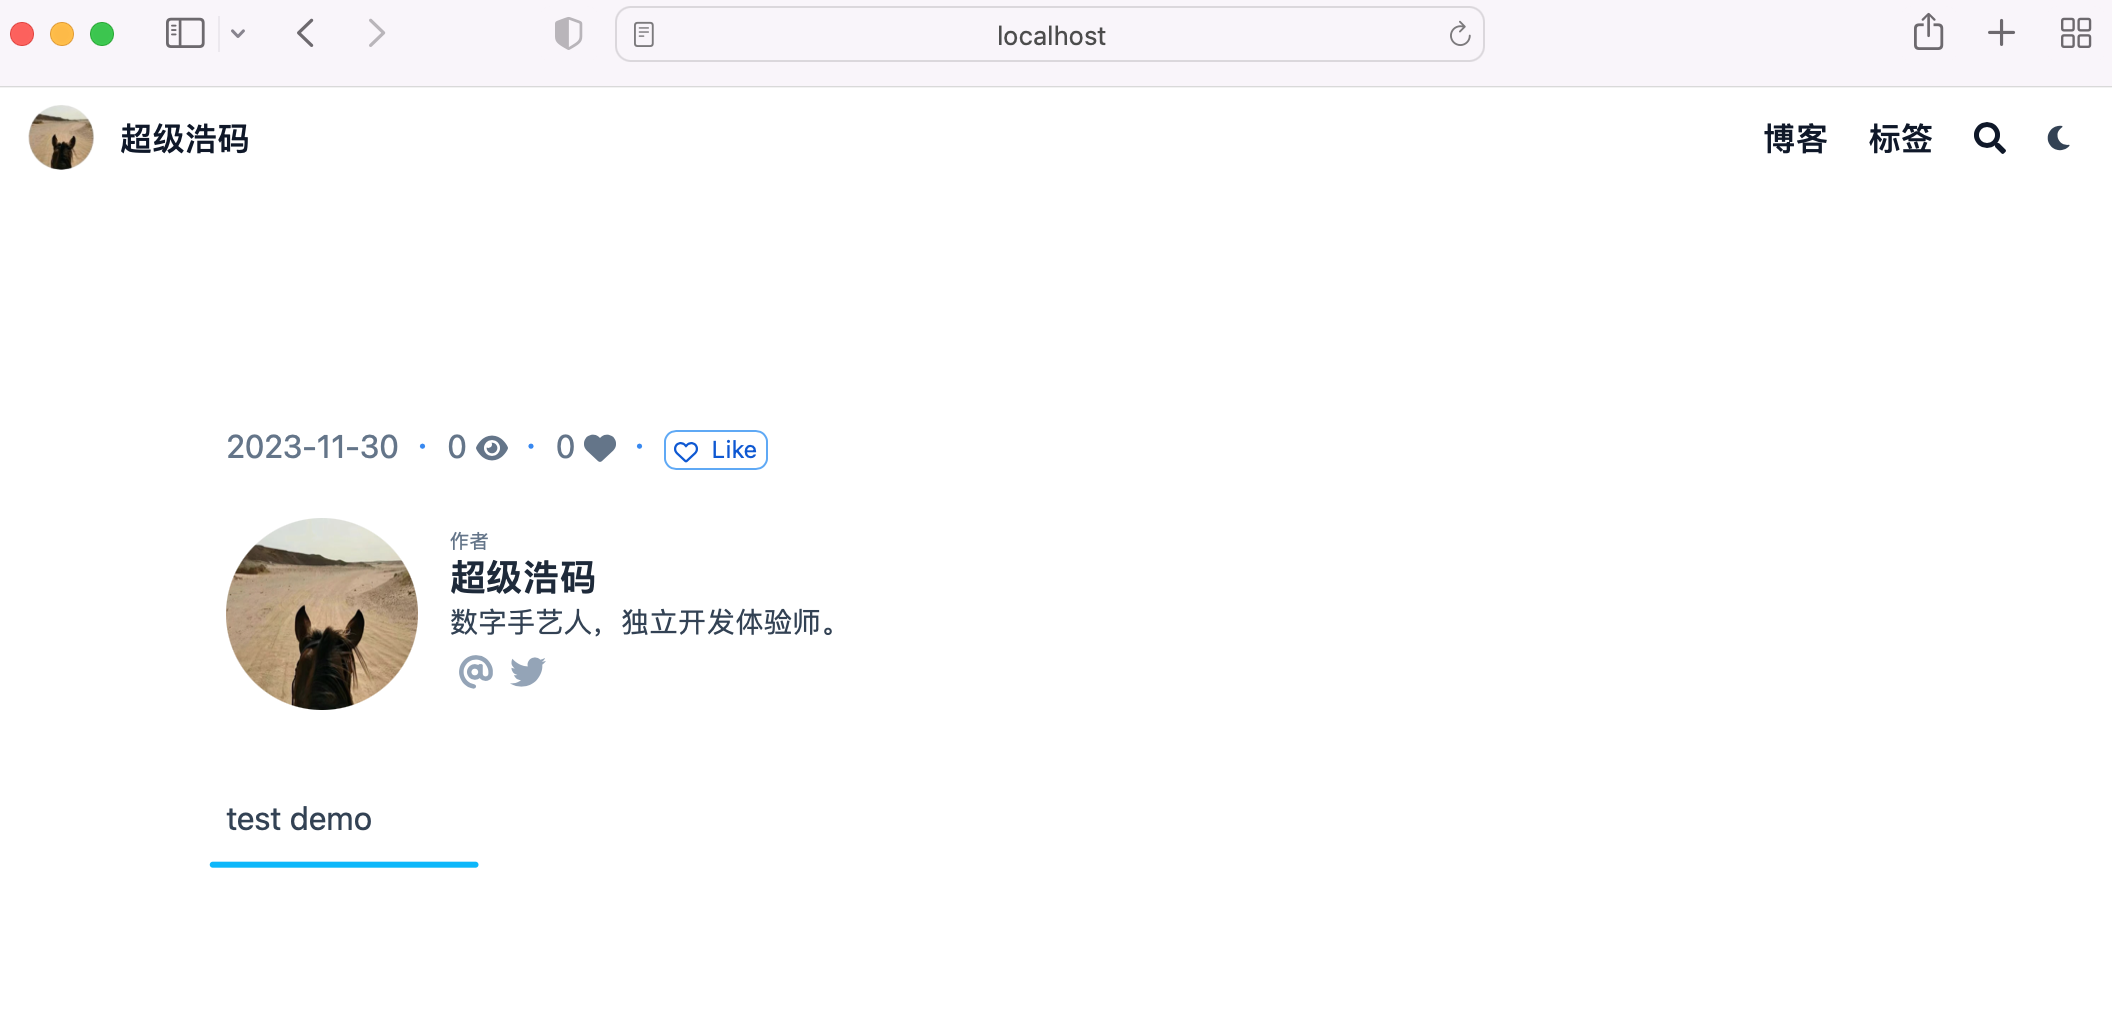 localhost
超级浩码 博客 标签
2023-11-30 · 0 · 0 · Like
作者
超级浩码
数字手艺人，独立开发体验师。
test demo